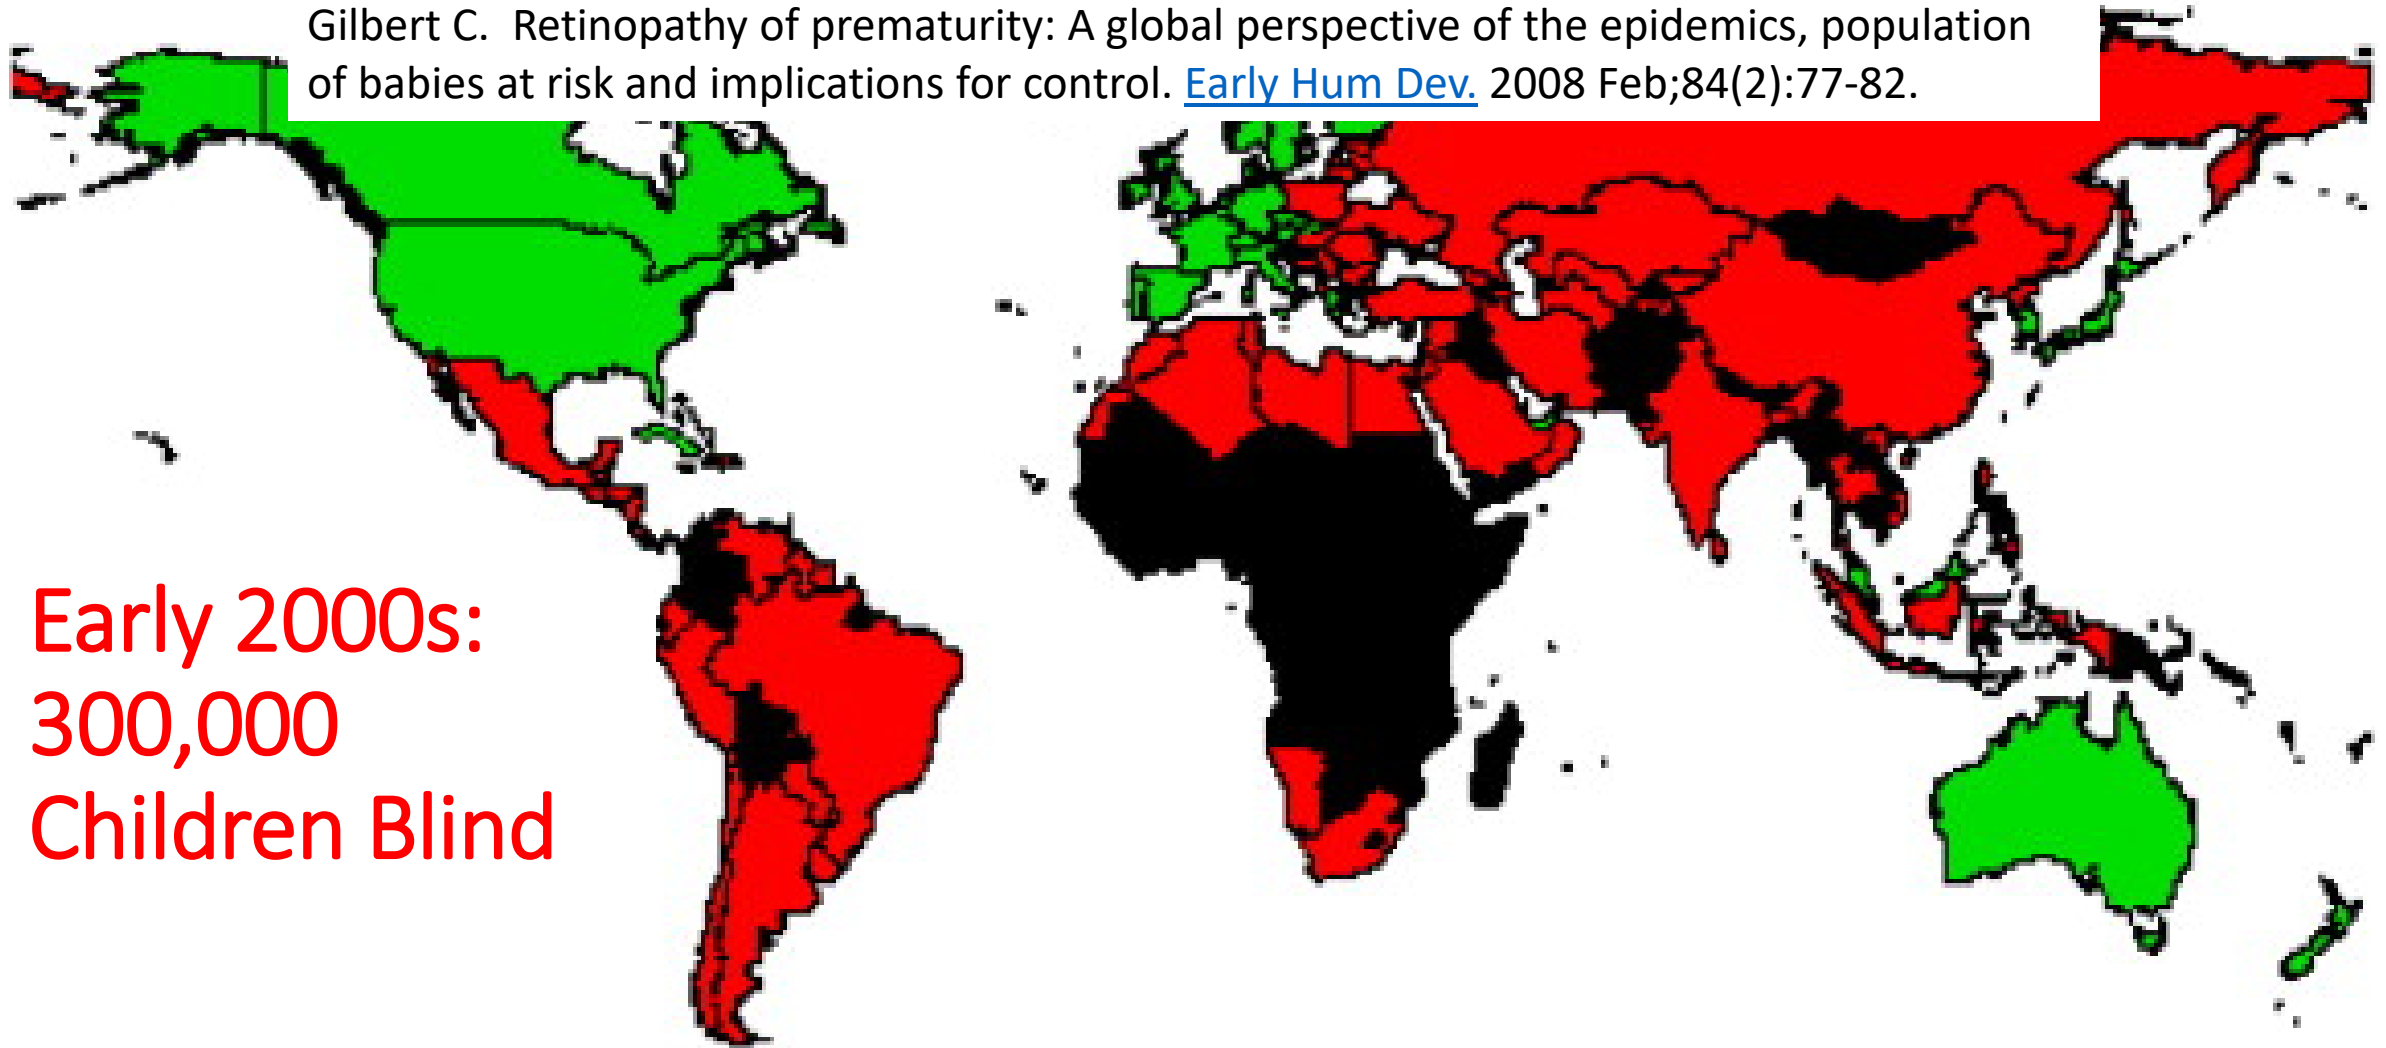 Gilbert C.  Retinopathy of prematurity: A global perspective of the epidemics, population
of babies at risk and implications for control. Early Hum Dev. 2008 Feb;84(2):77-82.
Early 2000s:
300,000
Children Blind